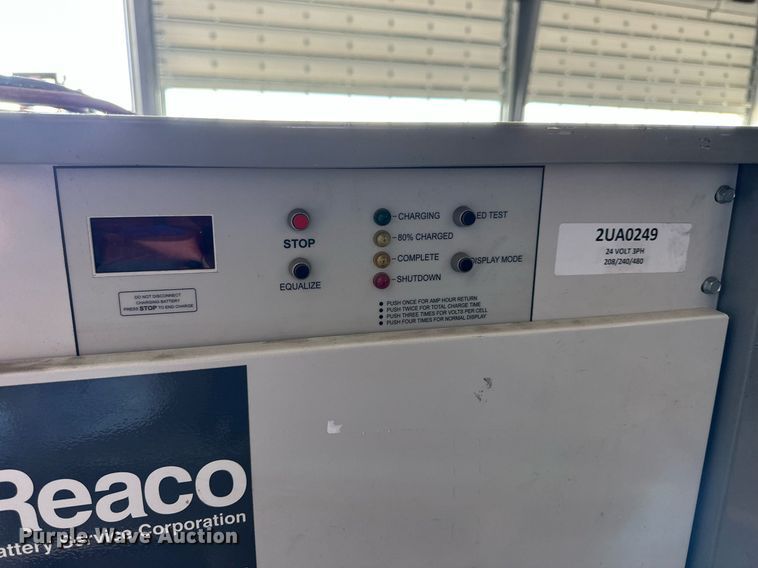 STOP
EQUALIZE
DO NOT DISCONNECT
CHARGING BATTERY
PRESS STOP TO END CHARGE
CHARGING
80% CHARGED
COMPLETE
SHUTDOWN
ED TEST
DISPLAY MODE
PUSH ONCE FOR AMP HOUR RETURN
PUSH TWICE FOR TOTAL CHARGE TIME
PUSH THREE TIMES FOR VOLTS PER CELL
PUSH FOUR TIMES FOR NORMAL DISPLAY
2UA0249
24 VOLT 3PH
208/240/480
Reaco
attery Service Corporation
Purple Wave Auction